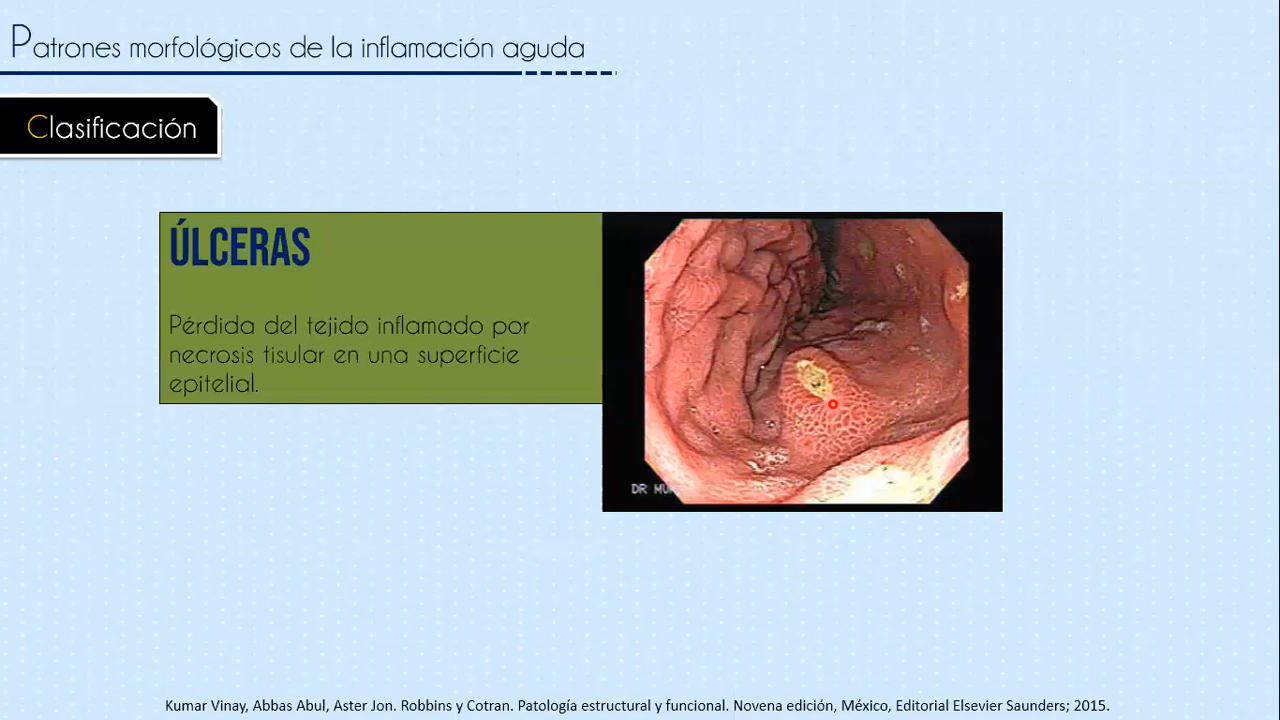 Patrones morfológicos de la inflamación aguda
Clasificación
ÚLCERAS
Pérdida del tejido inflamado por
necrosis tisular en una superficie
epitelial.
DR
Kumar Vinay, Abbas Abul, Aster Jon. Robbins y Cotran. Patología estructural y funcional. Novena edición, México, Editorial Elsevier Saunders; 2015.